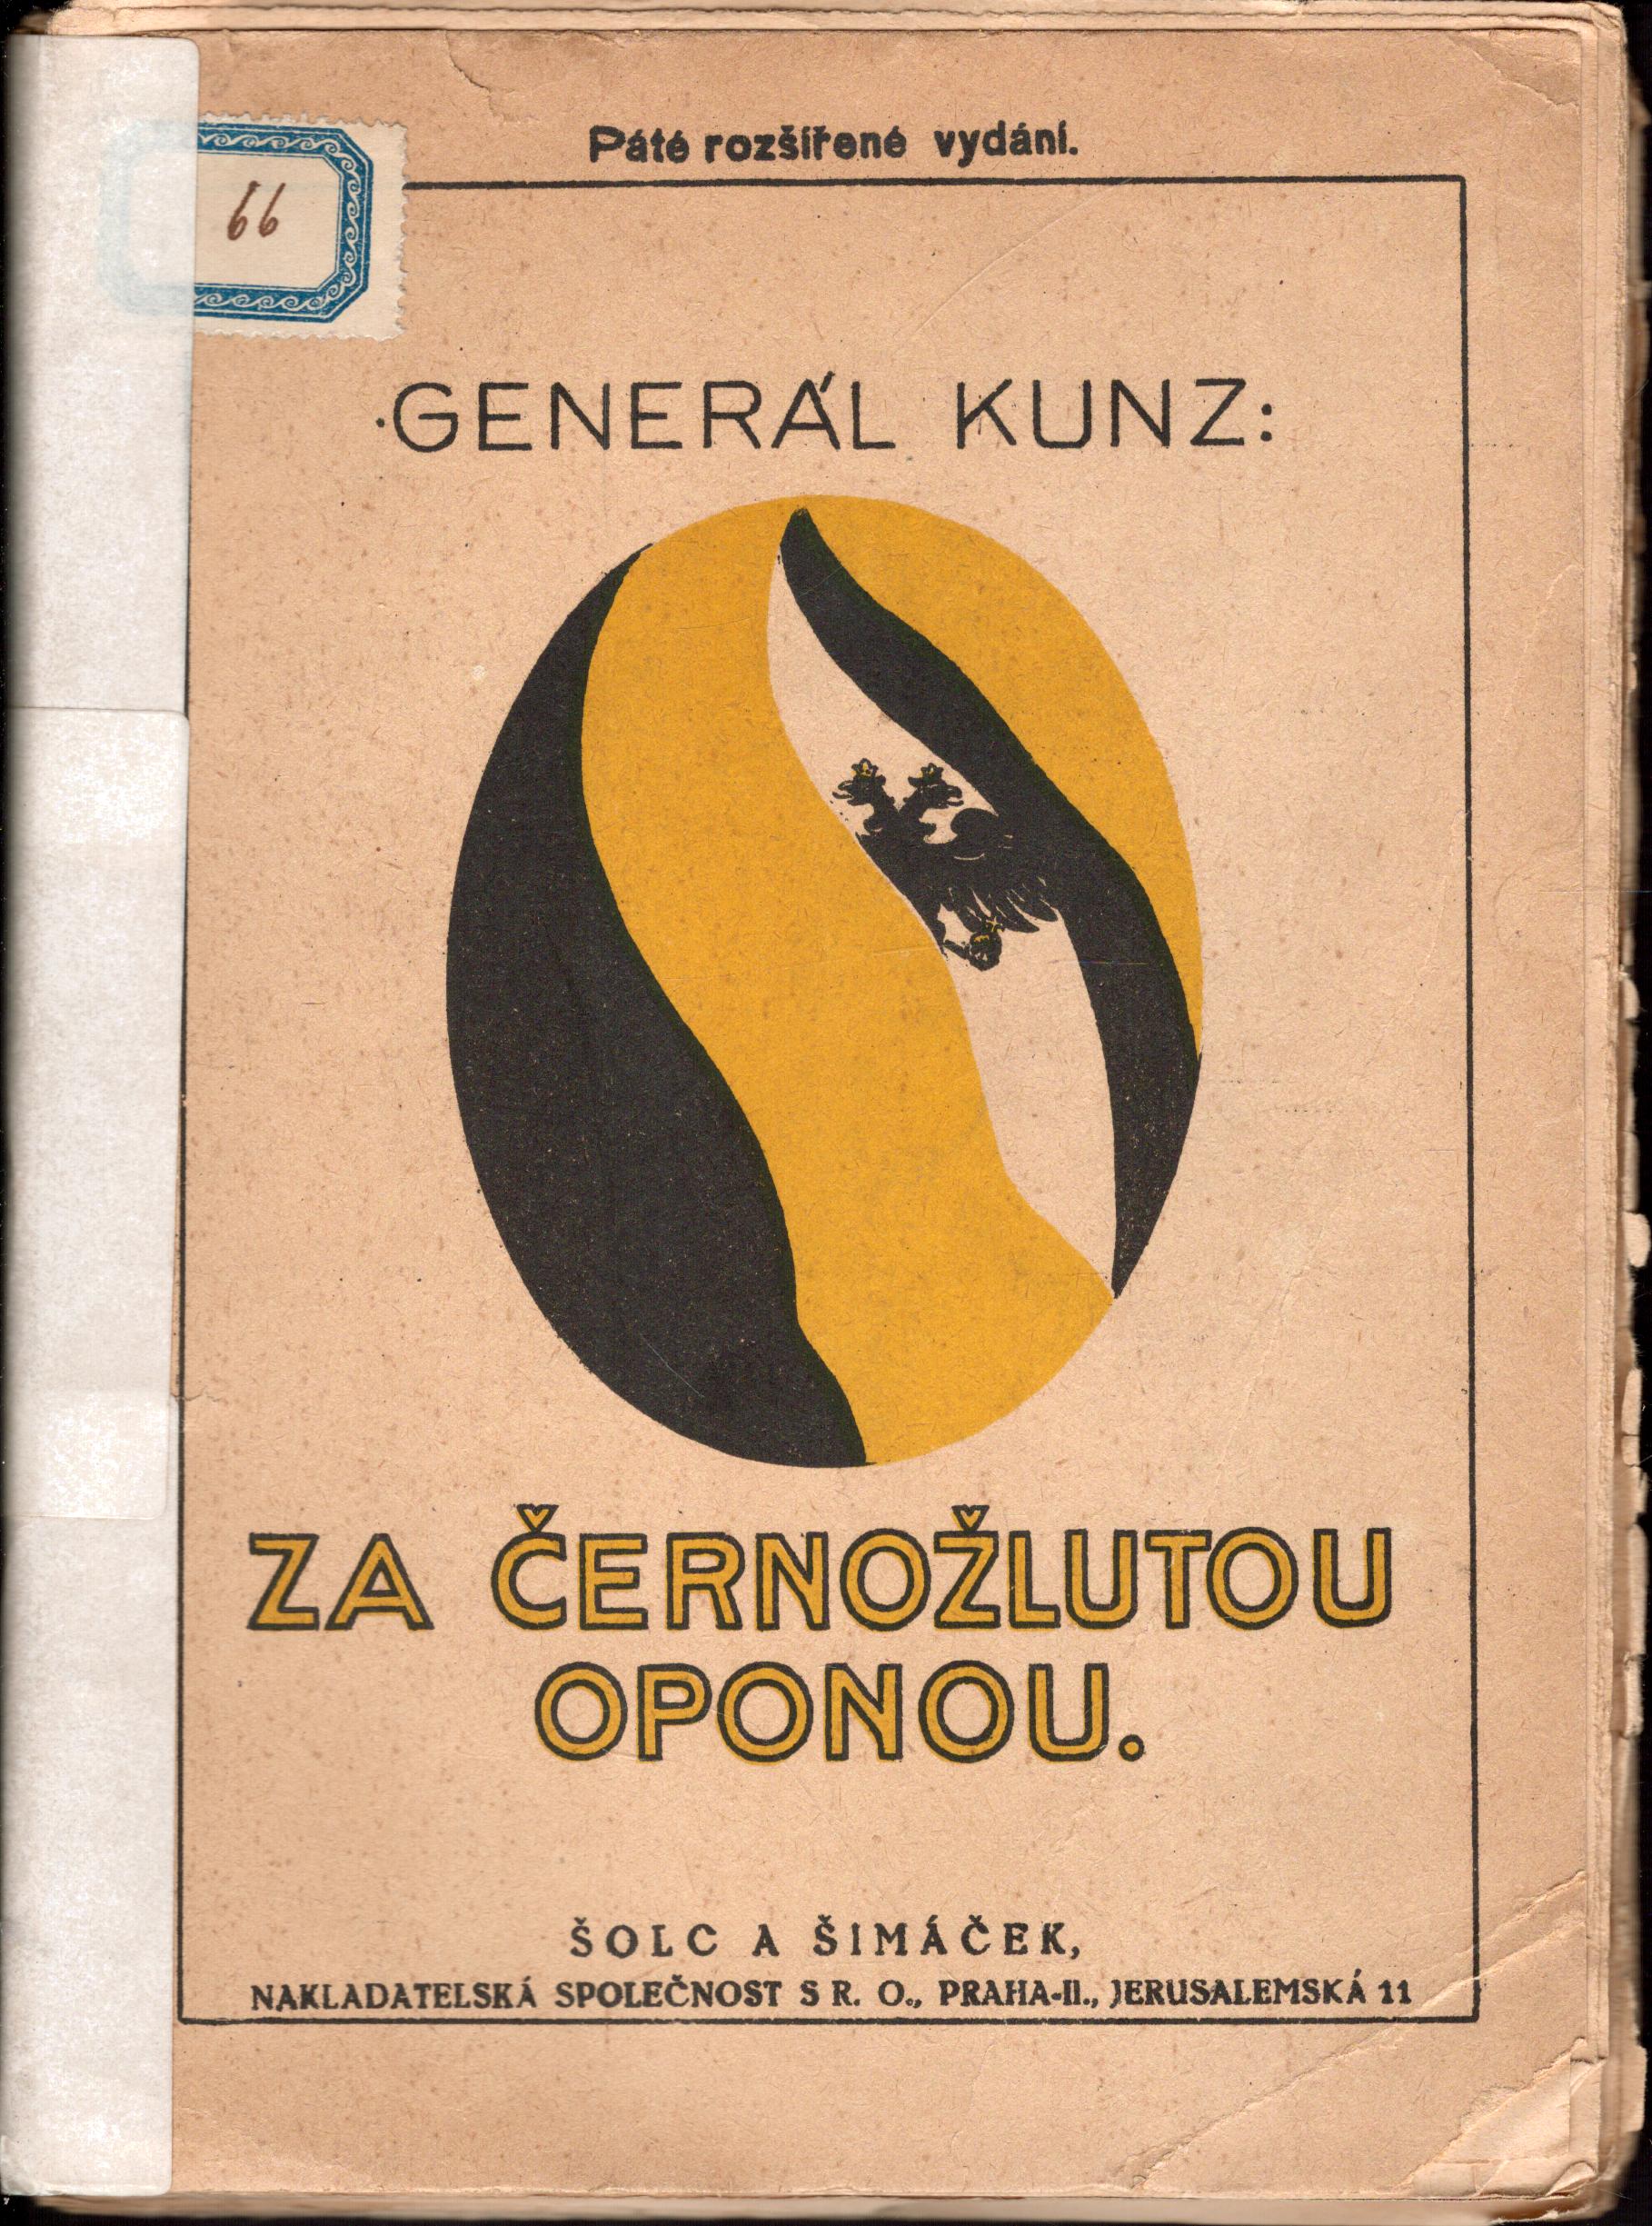 Páté rozšířené vydání.
66
GENERÁL KUNZ:
ZA ČERNOŽLUTOU
OPONOU.
ŠOLC A ŠIMÁČEK,
NAKLADATELSKÁ SPOLEČNOST S R. O., PRAHA-II., JERUSALEMSKÁ 11